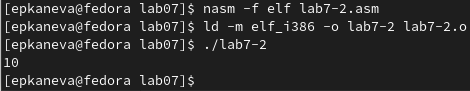 [epkaneva@fedora lab07]$ nasm -f elf lab7-2.asm
[epkaneva@fedora lab07]$ ld -m elf_i386 -o lab7-2 lab7-2.o
[epkaneva@fedora lab07]$ ./lab7-2
10
[epkaneva@fedora lab07]$